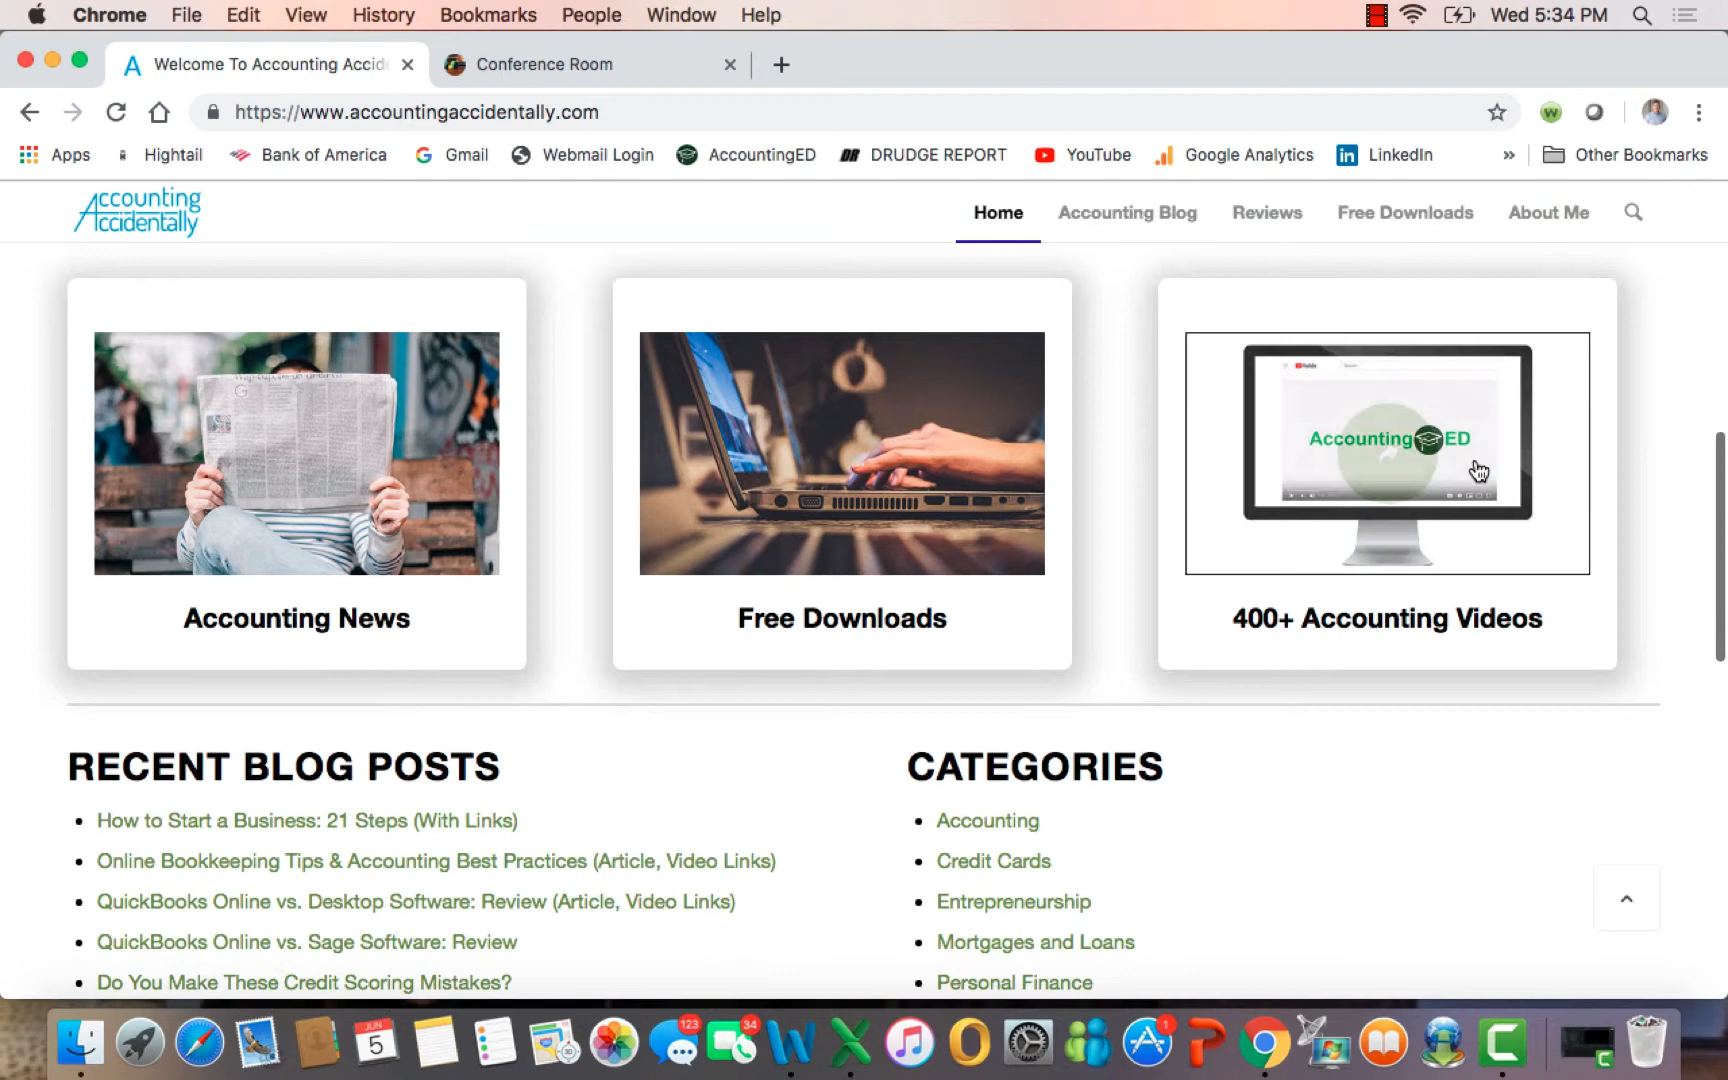 Chrome File Edit View History Bookmarks People Window Help Wed 5:34 PM
Welcome To Accounting Accid Conference Room
https://www.accountingaccidentally.com
Apps Hightail Bank of America Gmail Webmail Login AccountingED DRUDGE REPORT YouTube Google Analytics LinkedIn » Other Bookmarks
Accounting
Accidentally
Home Accounting Blog Reviews Free Downloads About Me
AccountingED
Accounting News Free Downloads 400+ Accounting Videos
RECENT BLOG POSTS
How to Start a Business: 21 Steps (With Links)
Online Bookkeeping Tips & Accounting Best Practices (Article, Video Links)
QuickBooks Online vs. Desktop Software: Review (Article, Video Links)
QuickBooks Online vs. Sage Software: Review
Do You Make These Credit Scoring Mistakes?
CATEGORIES
Accounting
Credit Cards
Entrepreneurship
Mortgages and Loans
Personal Finance
JUN
5
123
34
1